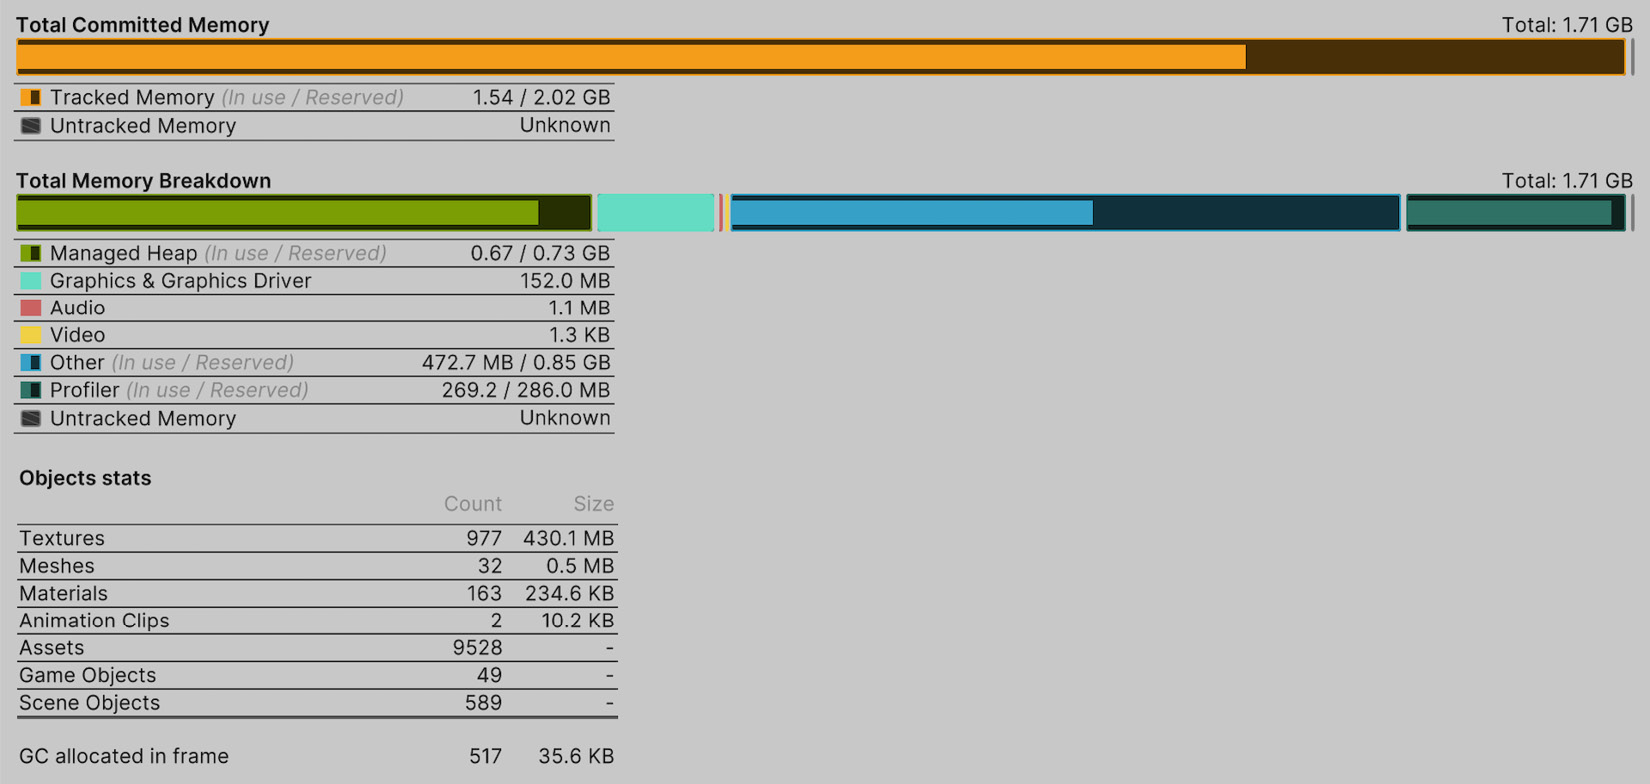 Total Committed Memory Total: 1.71 GB
Tracked Memory (In use / Reserved) 1.54 / 2.02 GB
Untracked Memory Unknown
Total Memory Breakdown Total: 1.71 GB
Managed Heap (In use / Reserved) 0.67 / 0.73 GB
Graphics & Graphics Driver 152.0 MB
Audio 1.1 MB
Video 1.3 KB
Other (In use / Reserved) 472.7 MB / 0.85 GB
Profiler (In use / Reserved) 269.2 / 286.0 MB
Untracked Memory Unknown
Objects stats
Count Size
Textures 977 430.1 MB
Meshes 32 0.5 MB
Materials 163 234.6 KB
Animation Clips 2 10.2 KB
Assets 9528 -
Game Objects 49 -
Scene Objects 589 -
GC allocated in frame 517 35.6 KB